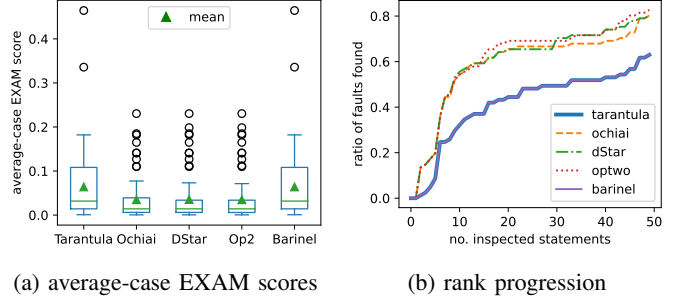 mean
average-case EXAM score
0.4
0.3
0.2
0.1
0.0
Tarantula Ochiai DStar Op2 Barinel
(a) average-case EXAM scores
ratio of faults found
0.8
0.6
0.4
0.2
0.0
tarantula
ochiai
dStar
optwo
barinel
0 10 20 30 40 50
no. inspected statements
(b) rank progression